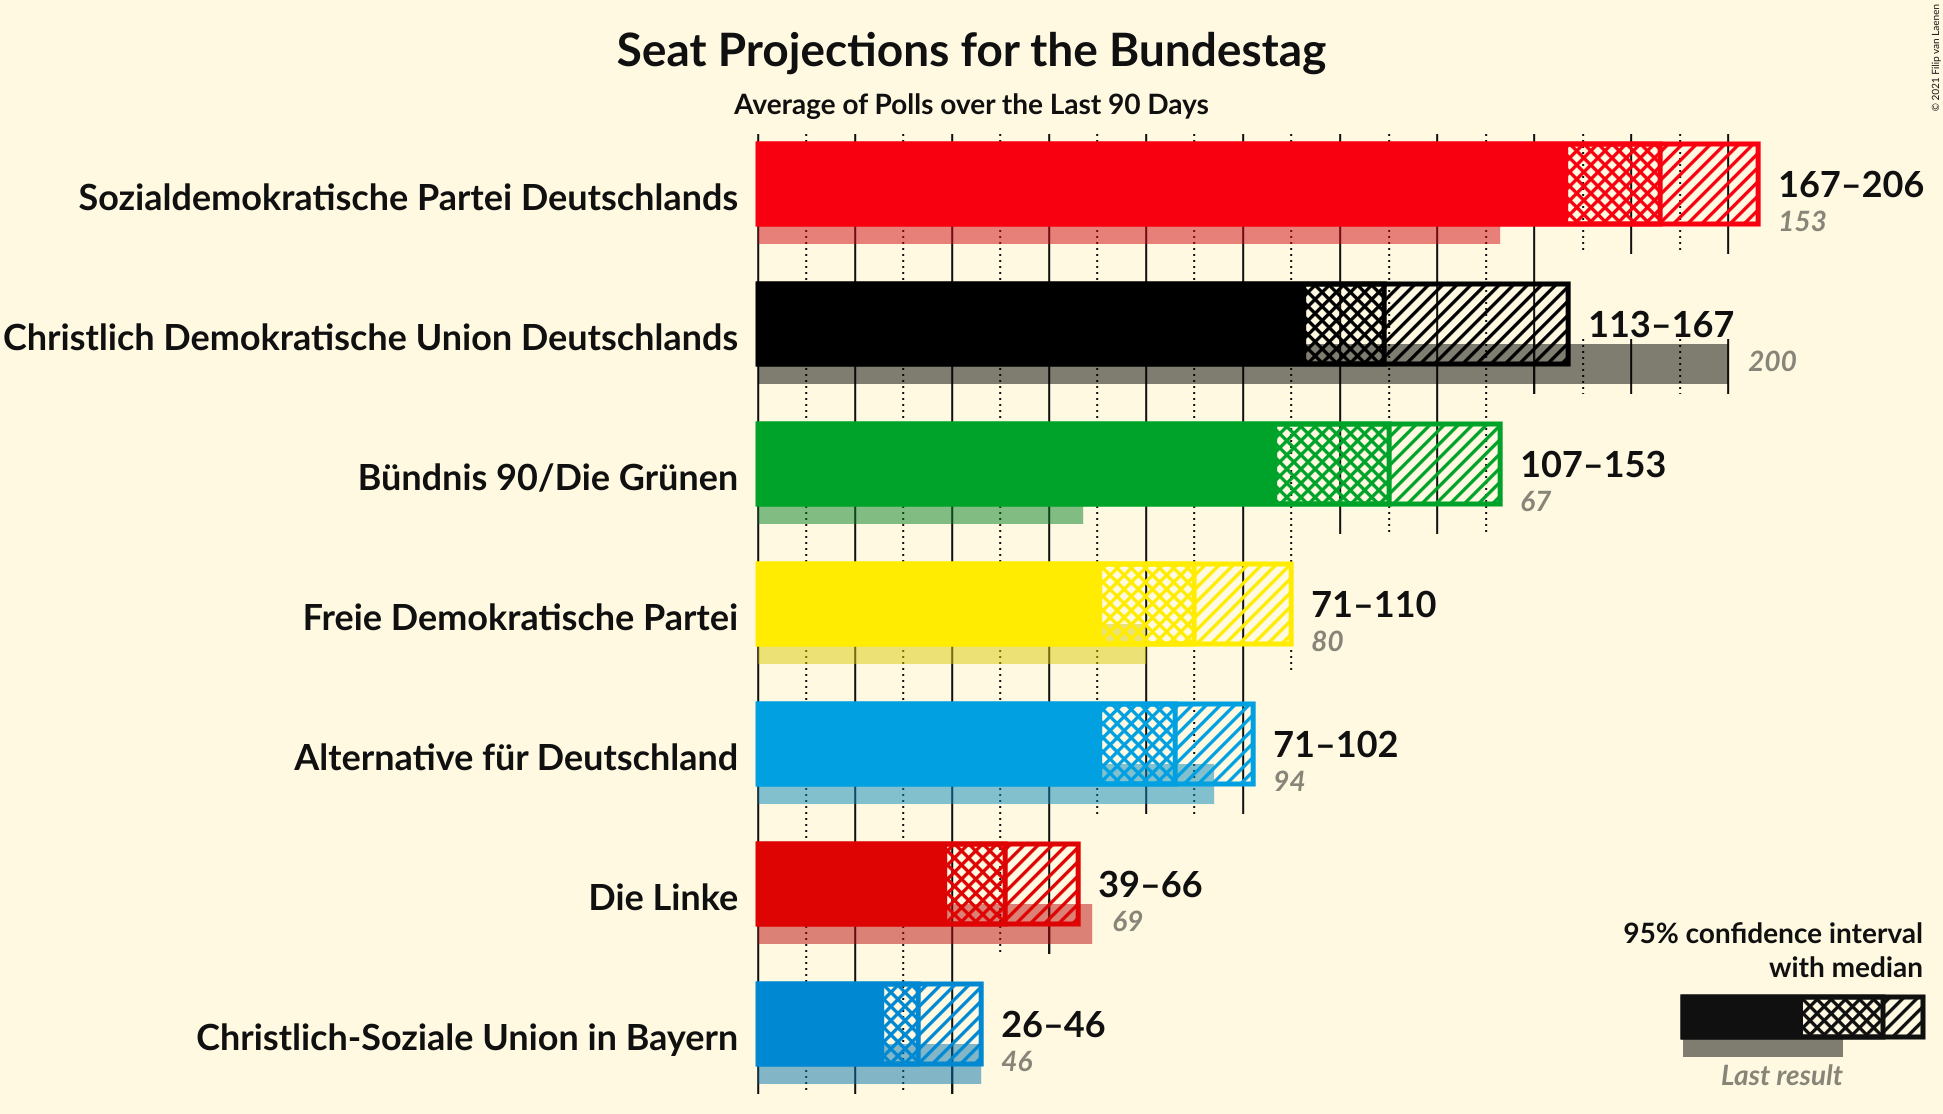 Seat Projections for the Bundestag
Average of Polls over the Last 90 Days
© 2021 Filip van Laenen
Sozialdemokratische Partei Deutschlands
167–206
153
Christlich Demokratische Union Deutschlands
113–167
200
Bündnis 90/Die Grünen
107–153
67
Freie Demokratische Partei
71–110
80
Alternative für Deutschland
71–102
94
Die Linke
39–66
69
Christlich-Soziale Union in Bayern
26–46
46
95% confidence interval
with median
Last result